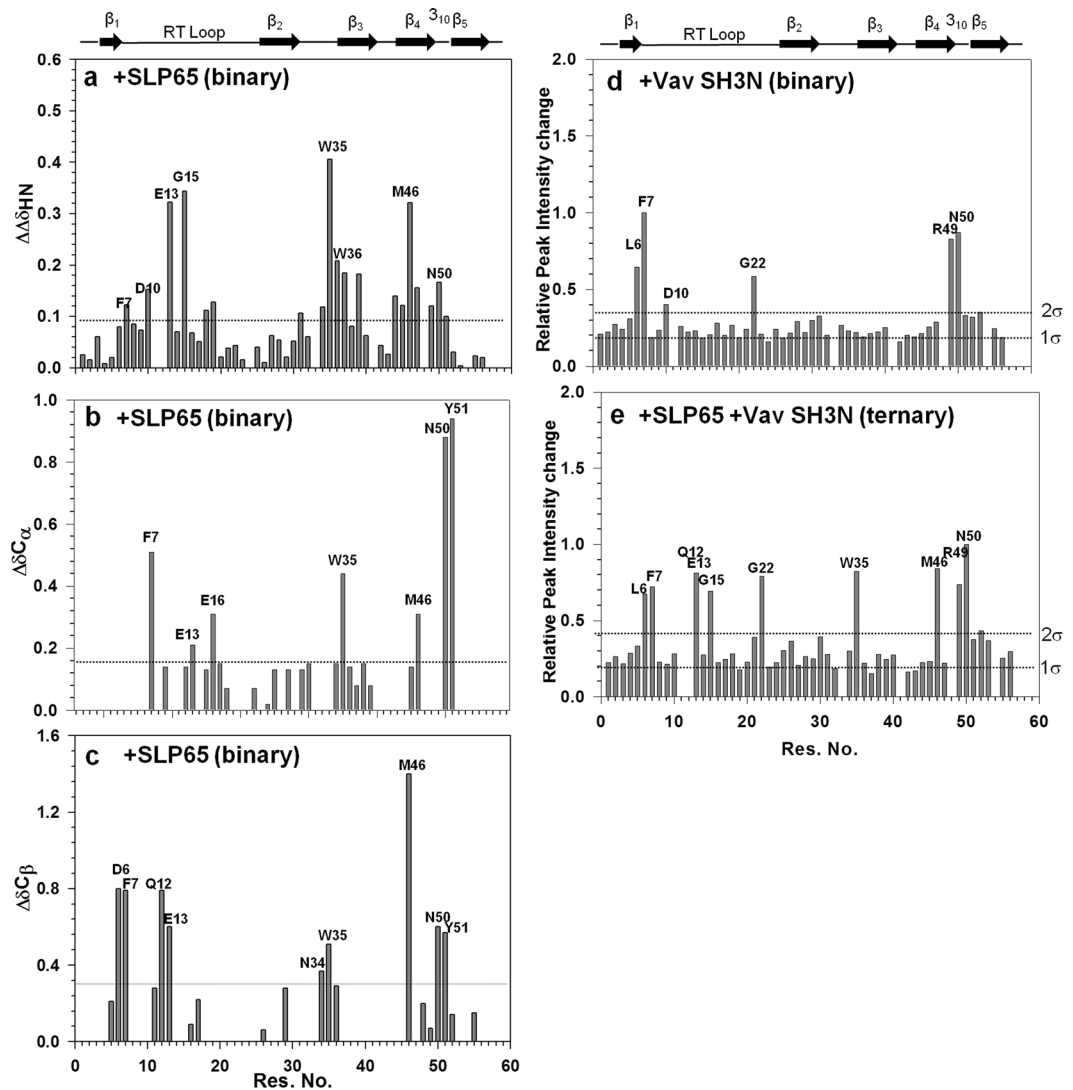 β1 RT Loop β2 β3 β4 310 β5
a +SLP65 (binary)
ΔΔδHN
0.6
0.5
0.4
0.3
0.2
0.1
0.0
F7
D10
E13
G15
W35
W36
M46
N50
b +SLP65 (binary)
ΔδCα
1.0
0.8
0.6
0.4
0.2
0.0
F7
E13
E16
W35
M46
N50
Y51
c +SLP65 (binary)
ΔδCβ
1.6
1.2
0.8
0.4
0.0
D6
F7
Q12
E13
N34
W35
M46
N50
Y51
0 10 20 30 40 50 60
Res. No.
β1 RT Loop β2 β3 β4 310 β5
d +Vav SH3N (binary)
Relative Peak Intensity change
2.0
1.5
1.0
0.5
0.0
L6
F7
D10
G22
R49
N50
2σ
1σ
e +SLP65 +Vav SH3N (ternary)
Relative Peak Intensity change
2.0
1.5
1.0
0.5
0.0
L6
F7
Q12
E13
G15
G22
W35
M46
R49
N50
2σ
1σ
0 10 20 30 40 50 60
Res. No.